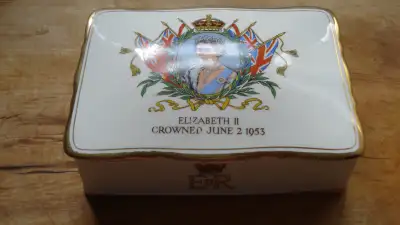 ELIZABETH II
CROWNED JUNE 2 1953
EIIR